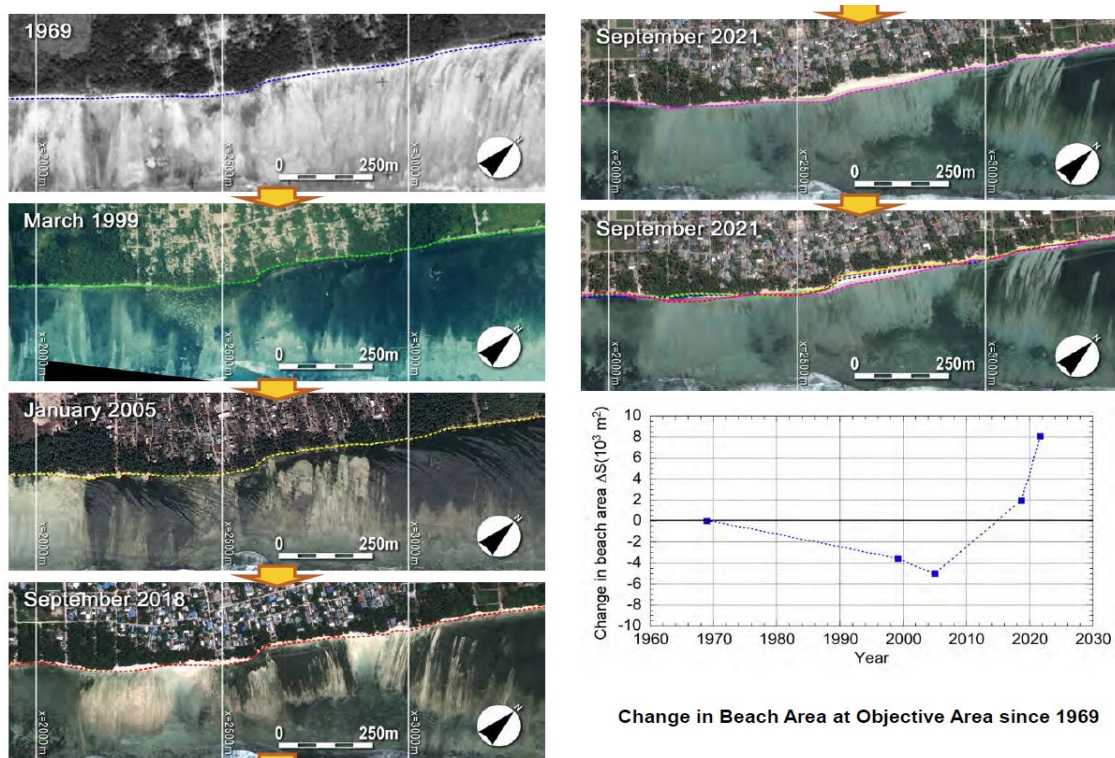 1969
x=2000m
x=2500m
x=3000m
0 250m
N
March 1999
x=2000m
x=2500m
x=3000m
0 250m
N
January 2005
x=2000m
x=2500m
x=3000m
0 250m
N
September 2018
x=2000m
x=2500m
x=3000m
0 250m
N
September 2021
x=2000m
x=2500m
x=3000m
0 250m
N
September 2021
x=2000m
x=2500m
x=3000m
0 250m
N
Change in beach area ΔS(10³ m²)
10
8
6
4
2
0
-2
-4
-6
-8
-10
1960 1970 1980 1990 2000 2010 2020 2030
Year
Change in Beach Area at Objective Area since 1969